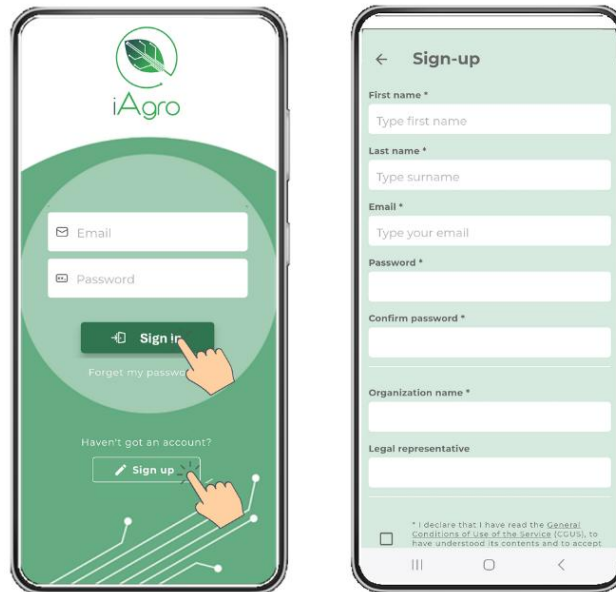 iAgro
Email
Password
Sign in
Forget my passwo
Haven't got an account?
Sign up
Sign-up
First name *
Type first name
Last name *
Type surname
Email *
Type your email
Password *
Confirm password *
Organization name *
Legal representative
* I declare that I have read the General
Conditions of Use of the Service (CGUS), to
have understood its contents and to accept